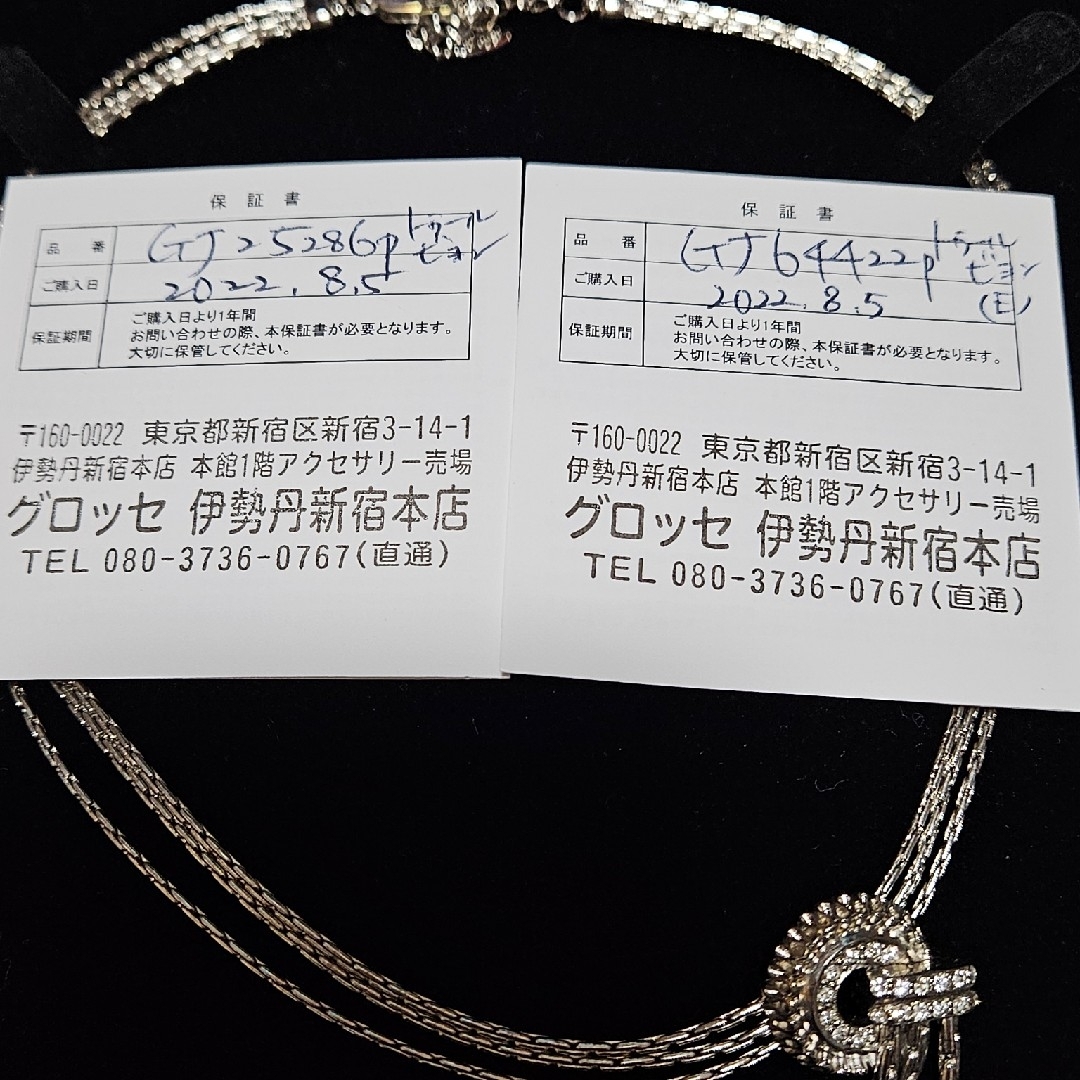 保証書
品番 GJ25286P トゥールビヨン
ご購入日 2022.8.5
保証期間 ご購入日より1年間
お問い合わせの際、本保証書が必要となります。
大切に保管してください。
〒160-0022 東京都新宿区新宿3-14-1
伊勢丹新宿本店 本館1階アクセサリー売場
グロッセ 伊勢丹新宿本店
TEL 080-3736-0767(直通)
保証書
品番 GJ64422P トゥールビヨン
ご購入日 2022.8.5 (E)
保証期間 ご購入日より1年間
お問い合わせの際、本保証書が必要となります。
大切に保管してください。
〒160-0022 東京都新宿区新宿3-14-1
伊勢丹新宿本店 本館1階アクセサリー売場
グロッセ 伊勢丹新宿本店
TEL 080-3736-0767(直通)